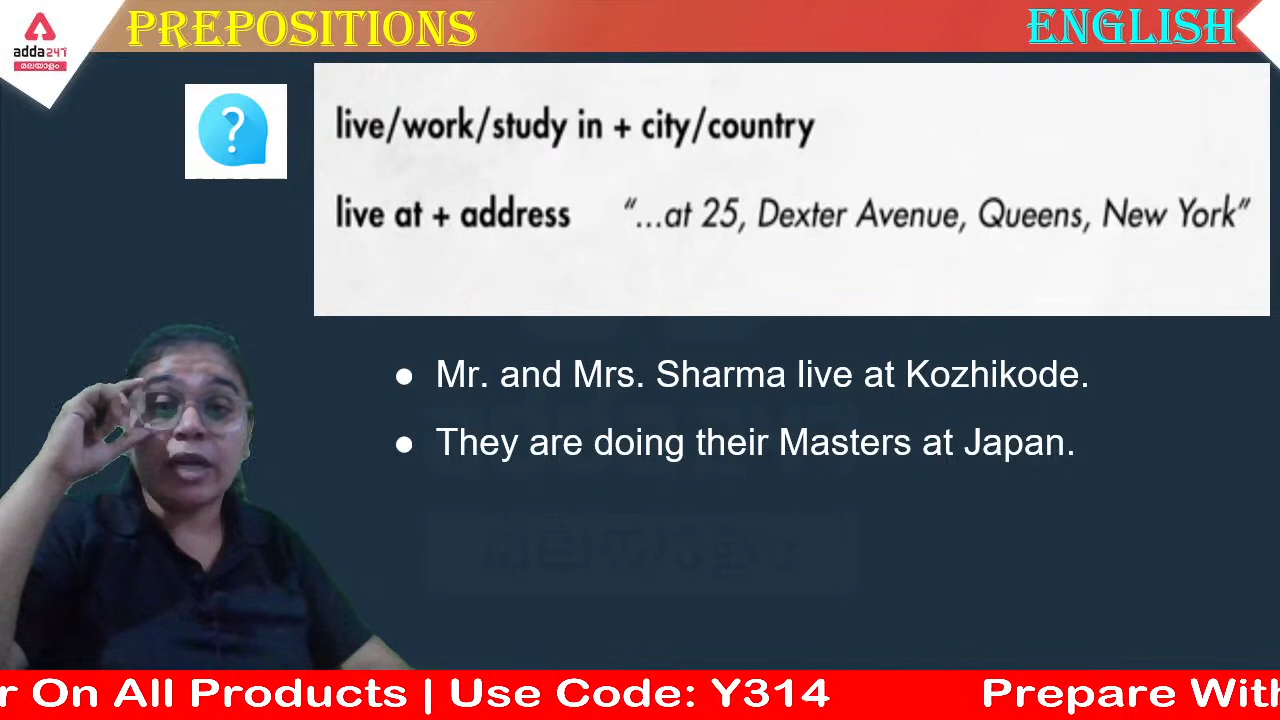 PREPOSITIONS
ENGLISH
adda247
മലയാളം
?
live/work/study in + city/country
live at + address "...at 25, Dexter Avenue, Queens, New York"
● Mr. and Mrs. Sharma live at Kozhikode.
● They are doing their Masters at Japan.
മലയാളം
r On All Products | Use Code: Y314 Prepare With